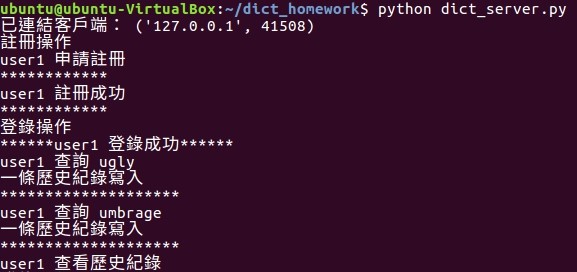 ubuntu@ubuntu-VirtualBox:~/dict_homework$ python dict_server.py
已連結客戶端： ('127.0.0.1', 41508)
註冊操作
user1 申請註冊
************
user1 註冊成功
************
登錄操作
******user1 登錄成功******
user1 查詢 ugly
一條歷史紀錄寫入
********************
user1 查詢 umbrage
一條歷史紀錄寫入
********************
user1 查看歷史紀錄